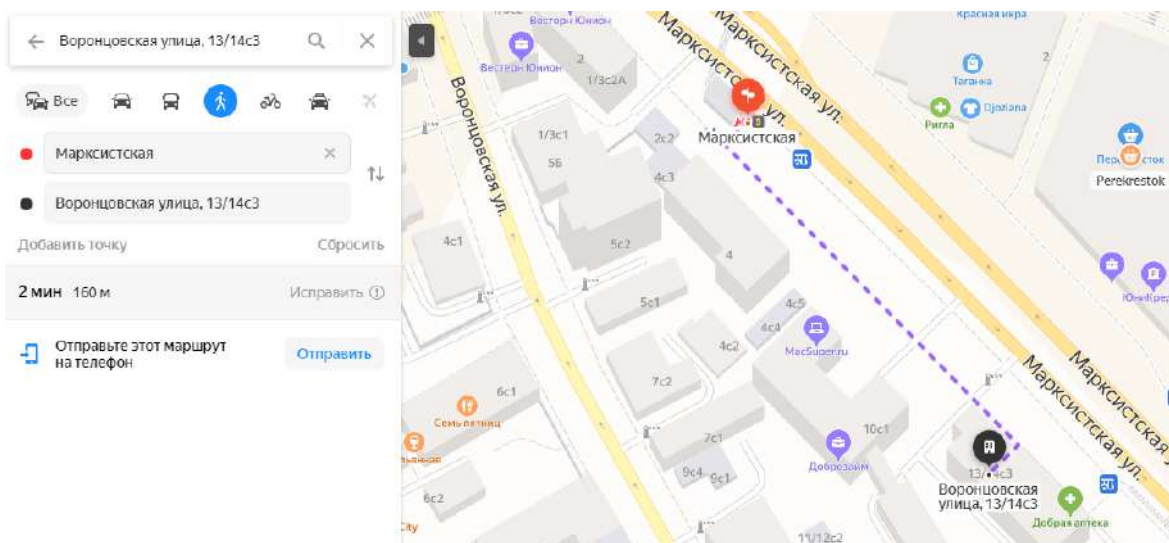 Воронцовская улица, 13/14с3
Все
Марксистская
Воронцовская улица, 13/14с3
Добавить точку
Сбросить
2 мин 160 м
Исправить
Отправьте этот маршрут
на телефон
Отправить
Вестерн Юнион
Вестерн Юнион
2
1/3с2А
Марксистская ул.
Марксистская ул.
Красная икра
2
Таганка
Djoziana
Ригла
Perekrestok
Воронцовская ул.
1/3с1
5Б
2с2
4с3
Марксистская
4с1
5с2
4
5с1
4с5
4с4
4с2
MacSuper.ru
7с2
6с1
Семь пятниц
7с1
10с1
Доброзайм
9с4
9с1
6с2
11/12с2
13/14с3
Воронцовская
улица, 13/14с3
Добрая аптека
Марксистская ул.
Марксистская
City